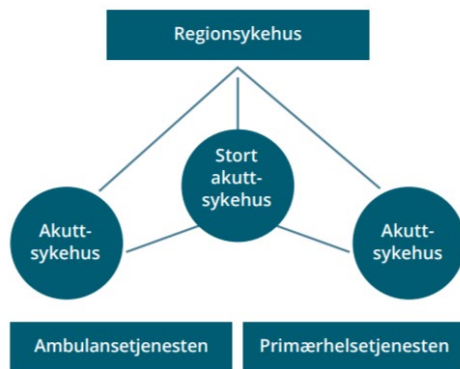 Regionsykehus
Stort
akutt-
sykehus
Akutt-
sykehus
Akutt-
sykehus
Ambulansetjenesten
Primærhelsetjenesten